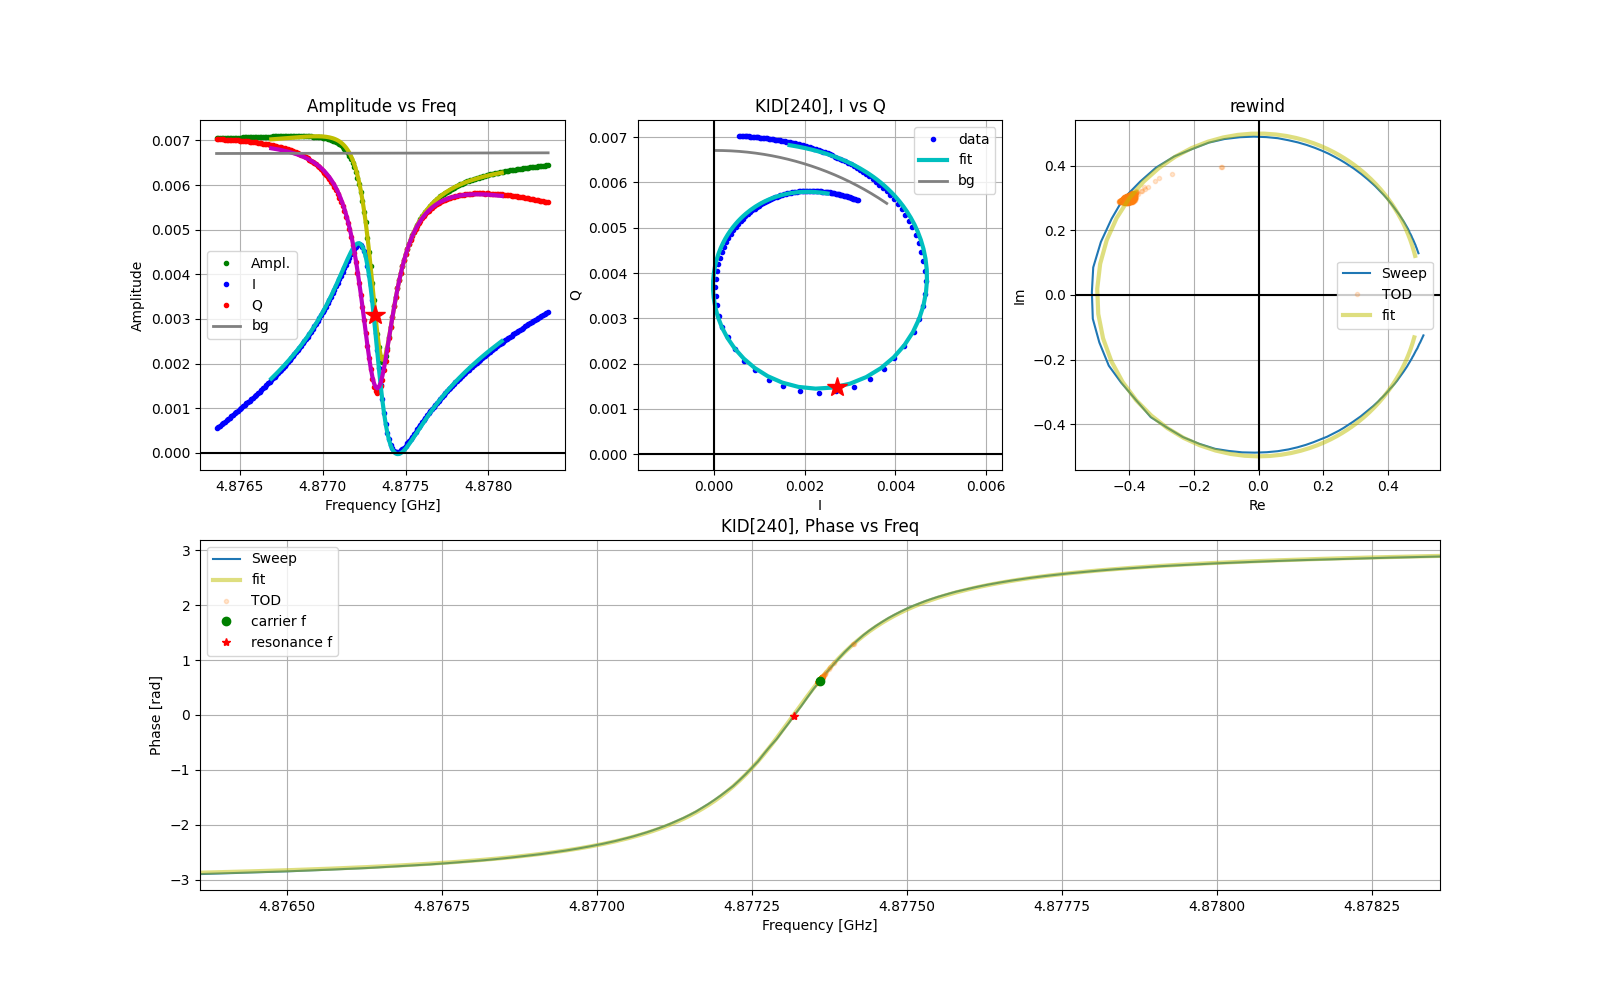 Amplitude vs Freq
0.007
0.006
0.005
0.004
0.003
0.002
0.001
0.000
Amplitude
Ampl.
I
Q
bg
4.8765 4.8770 4.8775 4.8780
Frequency [GHz]
KID[240], I vs Q
0.007
0.006
0.005
0.004
0.003
0.002
0.001
0.000
Q
data
fit
bg
0.000 0.002 0.004 0.006
I
rewind
0.4
0.2
0.0
−0.2
−0.4
Im
Sweep
TOD
fit
−0.4 −0.2 0.0 0.2 0.4
Re
KID[240], Phase vs Freq
3
2
1
0
−1
−2
−3
Phase [rad]
Sweep
fit
TOD
carrier f
resonance f
4.87650 4.87675 4.87700 4.87725 4.87750 4.87775 4.87800 4.87825
Frequency [GHz]